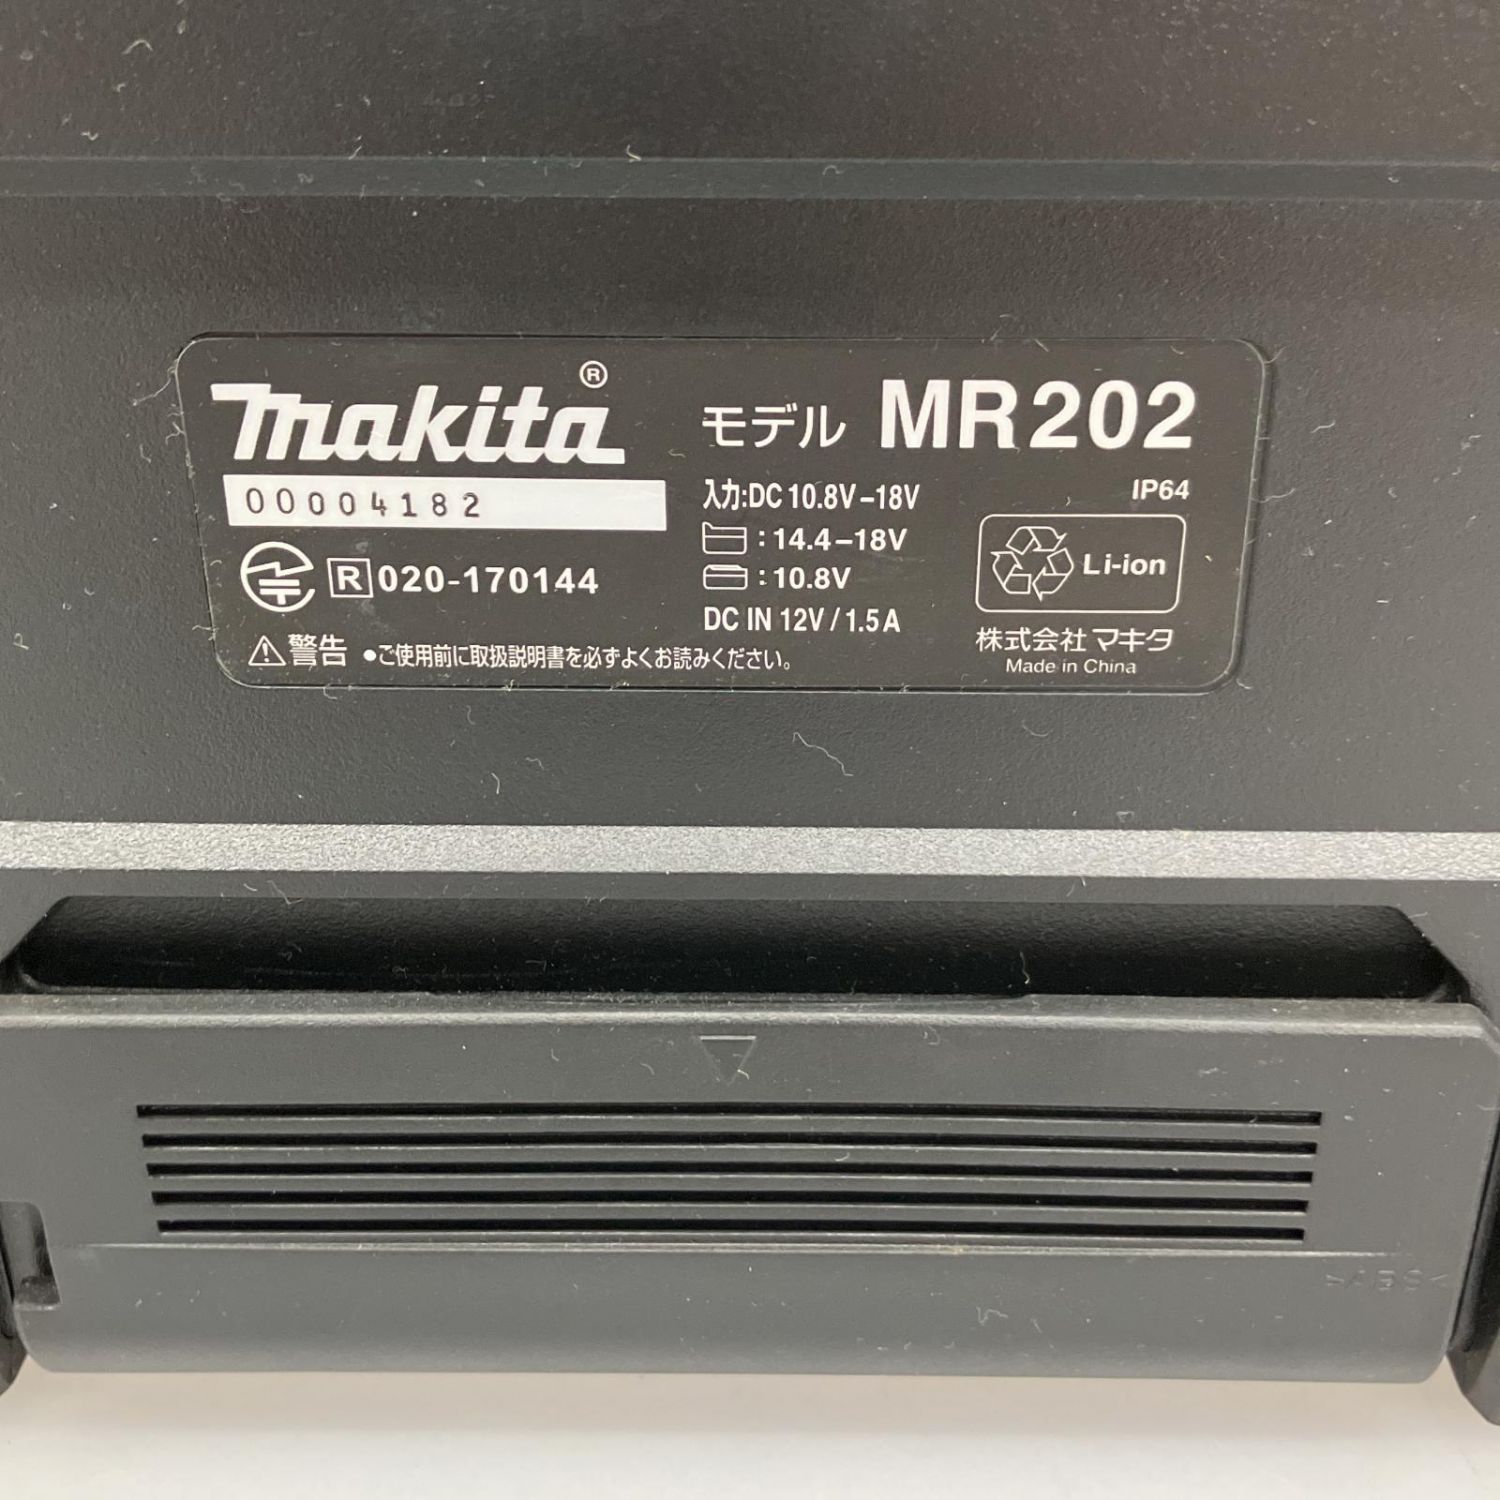 makita®
モデル MR202
00004182
入力:DC 10.8V-18V
IP64
: 14.4-18V
Li-ion
R 020-170144
: 10.8V
DC IN 12V / 1.5 A
⚠警告 ●ご使用前に取扱説明書を必ずよくお読みください。
株式会社 マキタ
Made in China
>ABS<